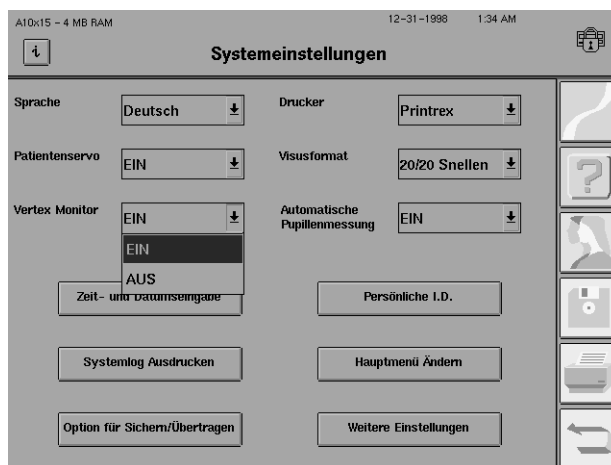 A10x15 - 4 MB RAM
12-31-1998 1:34 AM
i
Systemeinstellungen
Sprache
Deutsch
Drucker
Printrex
Patientenservo
EIN
Visusformat
20/20 Snellen
Vertex Monitor
EIN
Automatische
Pupillenmessung
EIN
EIN
AUS
Zeit- und Datumseingabe
Persönliche I.D.
Systemlog Ausdrucken
Hauptmenü Ändern
Option für Sichern/Übertragen
Weitere Einstellungen
?